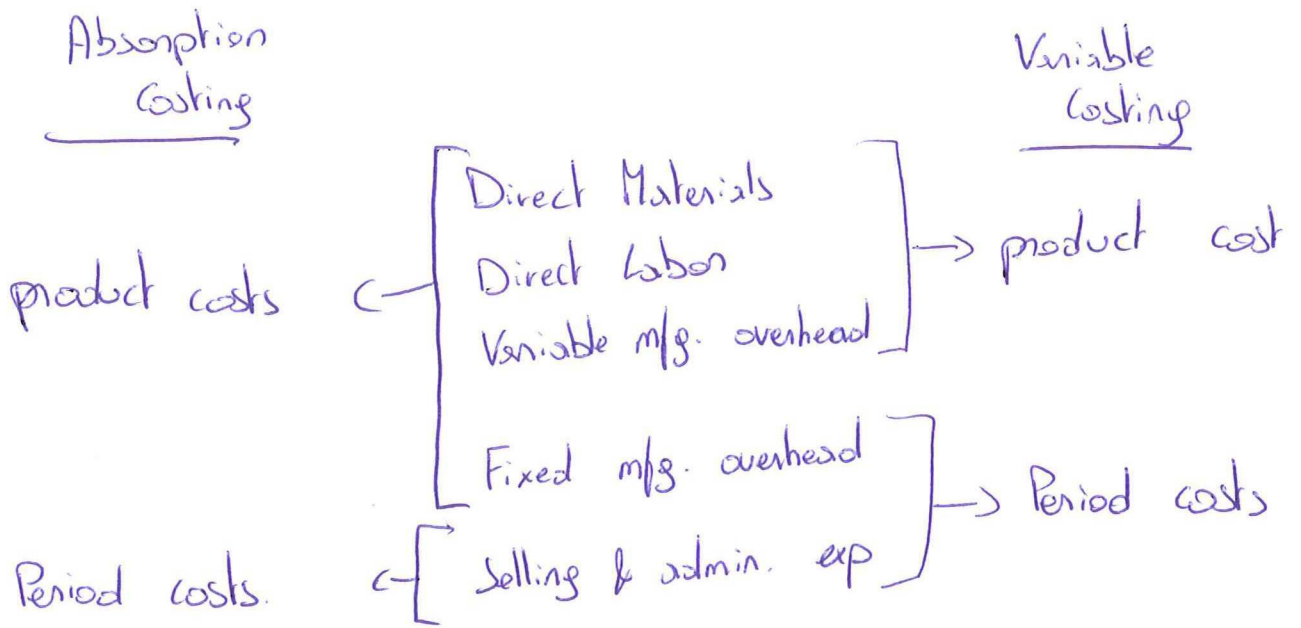 Absorption
Costing
Variable
Costing
Direct Materials
Direct Labor
Variable mfg. overhead
product costs
product cost
Fixed mfg. overhead
Period costs
Selling & admin. exp
Period costs.